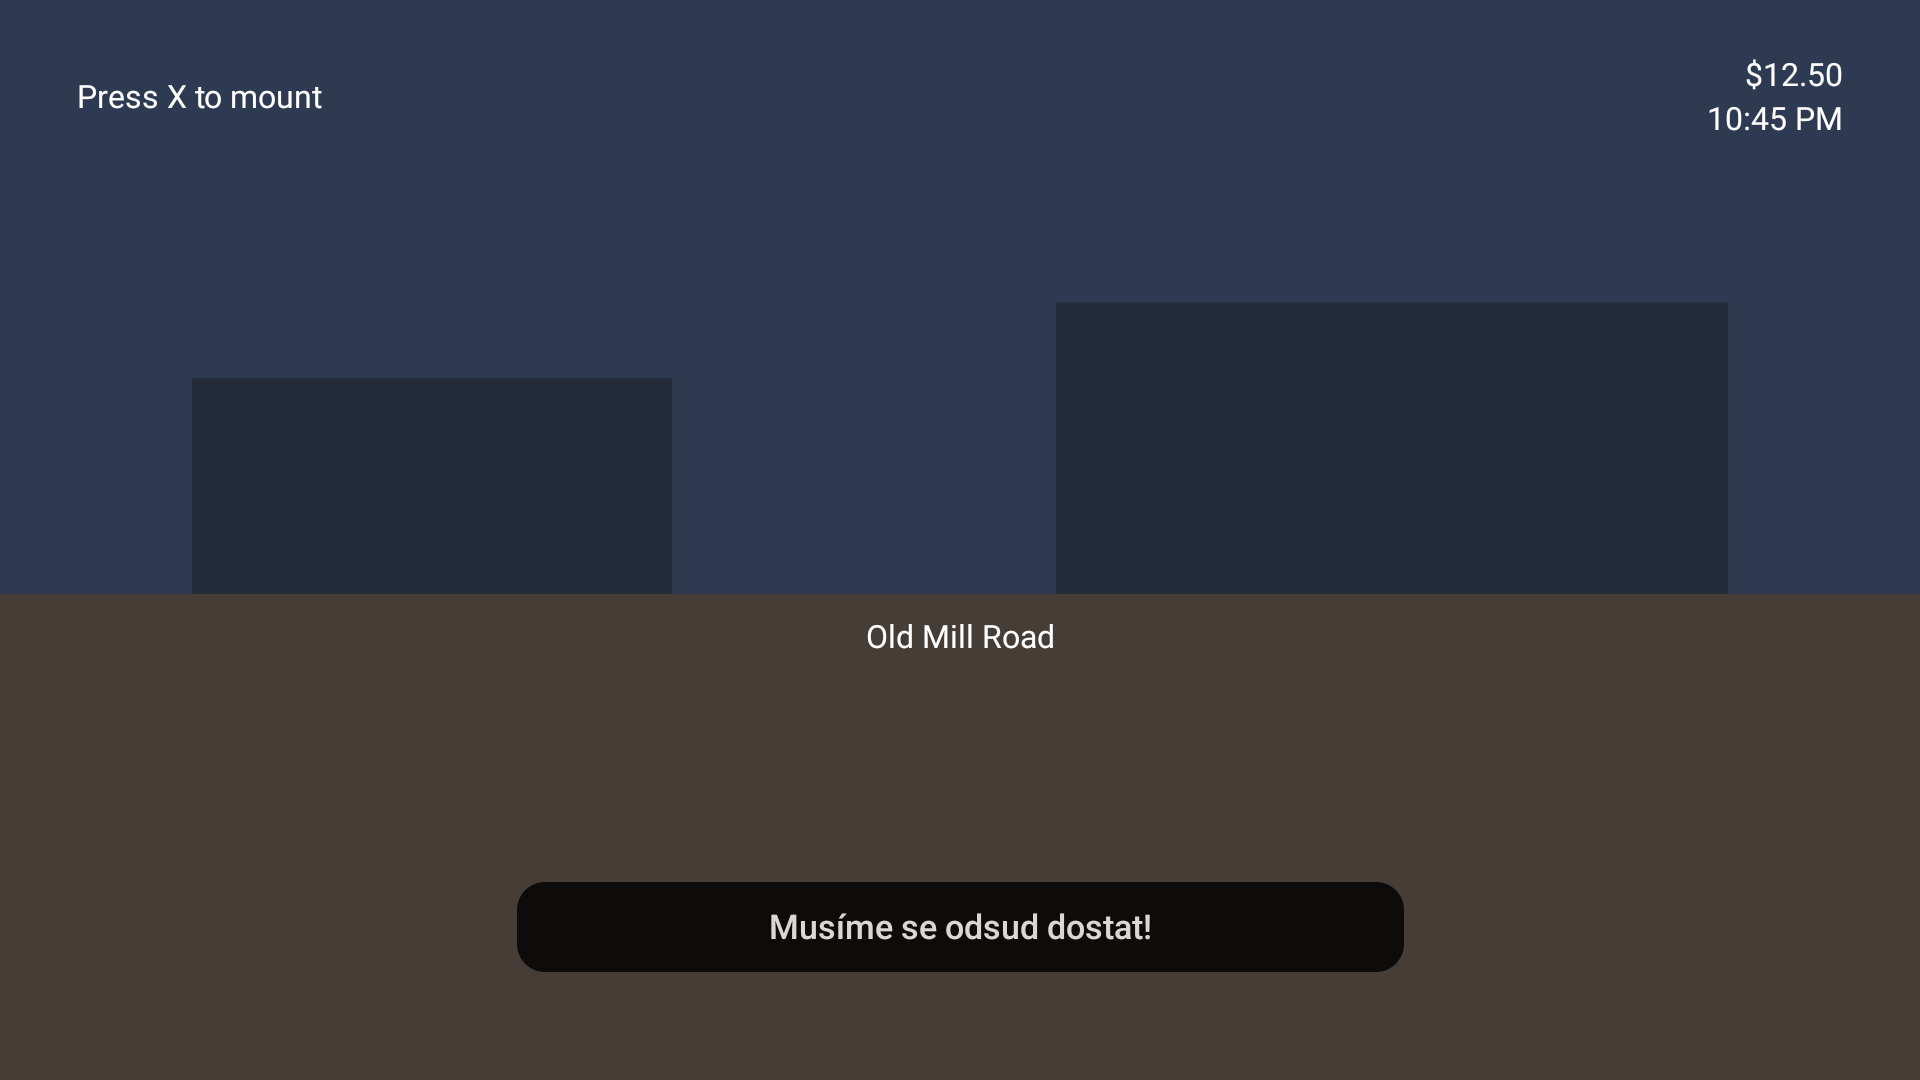 Press X to mount
$12.50
10:45 PM
Old Mill Road
Musíme se odsud dostat!